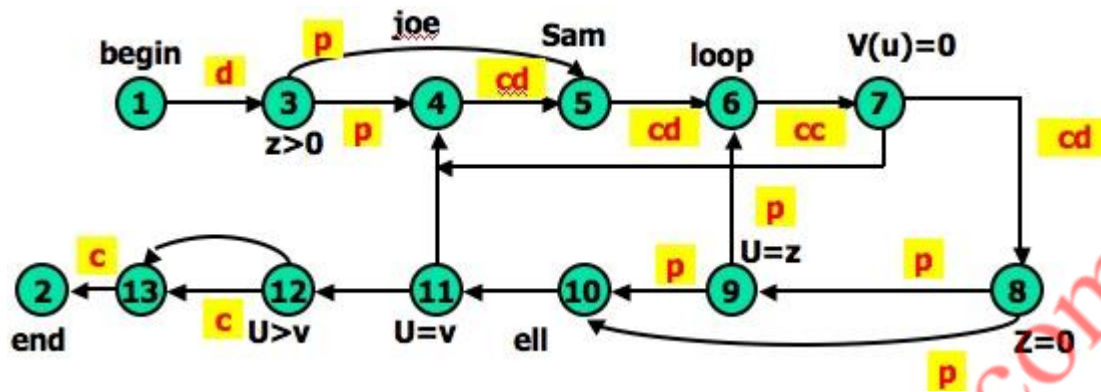 joe
begin
p
Sam
loop
V(u)=0
d
cd
1
3
4
5
6
7
z>0
p
cd
cc
cd
p
c
p
U=z
p
2
13
12
11
10
9
8
end
c
U>v
U=v
ell
p
Z=0
com